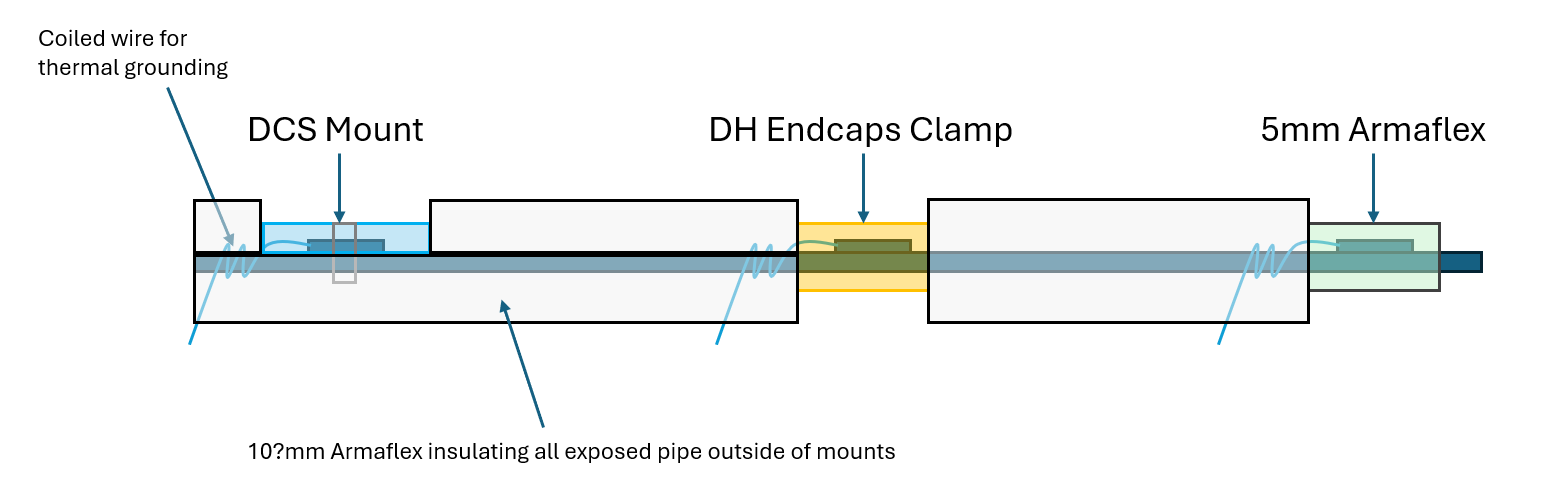 Coiled wire for
thermal grounding
DCS Mount
DH Endcaps Clamp
5mm Armaflex
10?mm Armaflex insulating all exposed pipe outside of mounts